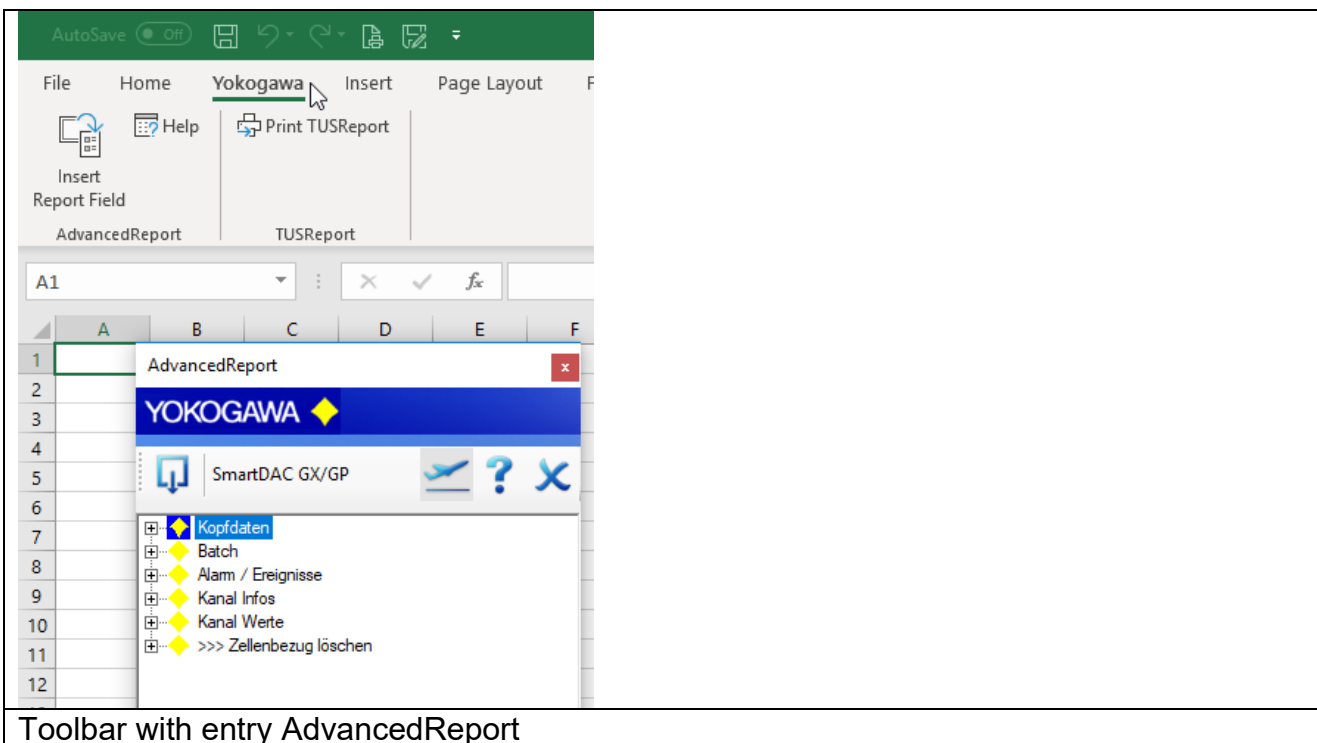 AutoSave Off
File Home Yokogawa Insert Page Layout F
Help Print TUSReport
Insert
Report Field
AdvancedReport TUSReport
A1 fx
A B C D E F
1
AdvancedReport x
2
YOKOGAWA
3
4
SmartDAC GX/GP ?
5
6
7
Kopfdaten
Batch
8
Alarm / Ereignisse
9
Kanal Infos
10
Kanal Werte
11
>>> Zellenbezug löschen
12
Toolbar with entry AdvancedReport